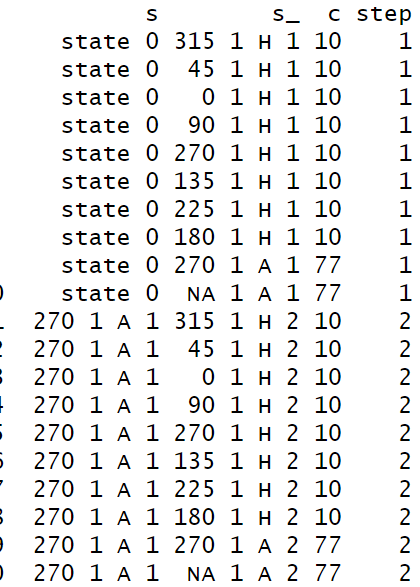 s s_ c step
state 0 315 1 H 1 10 1
state 0 45 1 H 1 10 1
state 0 0 1 H 1 10 1
state 0 90 1 H 1 10 1
state 0 270 1 H 1 10 1
state 0 135 1 H 1 10 1
state 0 225 1 H 1 10 1
state 0 180 1 H 1 10 1
state 0 270 1 A 1 77 1
0 state 0 NA 1 A 1 77 1
1 270 1 A 1 315 1 H 2 10 2
2 270 1 A 1 45 1 H 2 10 2
3 270 1 A 1 0 1 H 2 10 2
4 270 1 A 1 90 1 H 2 10 2
5 270 1 A 1 270 1 H 2 10 2
6 270 1 A 1 135 1 H 2 10 2
7 270 1 A 1 225 1 H 2 10 2
8 270 1 A 1 180 1 H 2 10 2
9 270 1 A 1 270 1 A 2 77 2
0 270 1 A 1 NA 1 A 2 77 2